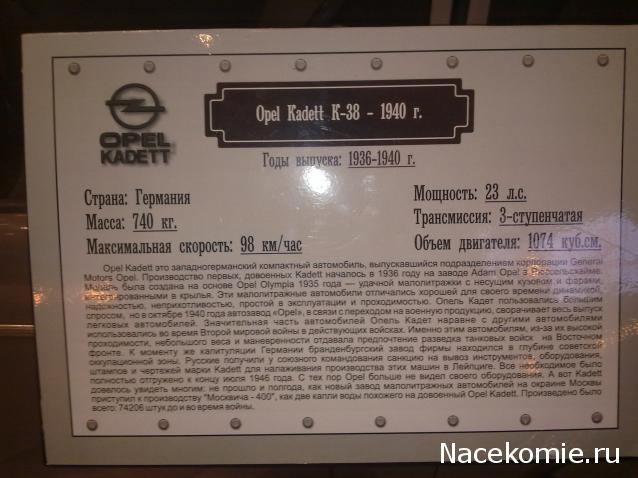 OPEL
KADETT
Opel Kadett K-38 - 1940 г.
Годы выпуска: 1936-1940 г.
Страна: Германия
Масса: 740 кг.
Максимальная скорость: 98 км/час
Мощность: 23 л.с.
Трансмиссия: 3-ступенчатая
Объем двигателя: 1074 куб.см.
Opel Kadett это западногерманский компактный автомобиль, выпускавшийся подразделением корпорации General
Motors Opel. Производство первых, довоенных Kadett началось в 1936 году на заводе Adam Opel в Рюссельсхайме.
Модель была создана на основе Opel Olympia 1935 года — удачной малолитражки с несущим кузовом и фарами,
интегрированными в крылья. Эти малолитражные автомобили отличались хорошей для своего времени динамикой,
надежностью, неприхотливостью, простотой в эксплуатации и проходимостью. Опель Кадет пользовались большим
спросом, но в октябре 1940 года автозавод «Opel», в связи с переходом на военную продукцию, сворачивает весь выпуск
легковых автомобилей. Значительная часть автомобилей Опель Кадет наравне с другими автомобилями
использовались во время Второй мировой войны в действующих войсках. Именно этим автомобилям, из-за их высокой
проходимости, небольшого веса и маневренности отдавала предпочтение разведка танковых войск на Восточном
фронте. К моменту же капитуляции Германии бранденбургский завод фирмы находился в глубине советской
оккупационной зоны. Русские получили у союзного командования санкцию на вывоз инструментов, оборудования,
штампов и чертежей марки Kadett для налаживания производства этих машин в Лейпциге. Все необходимое было
полностью отгружено к концу июля 1946 года. С тех пор Opel больше не видел своего оборудования. А вот Kadett
довелось увидать многим: не прошло и полгода, как новый завод малолитражных автомобилей на окраине Москвы
приступил к производству "Москвича - 400", как две капли воды похожего на довоенный Opel Kadett. Произведено было
всего: 74206 штук до и во время войны.
Nacekomie.ru